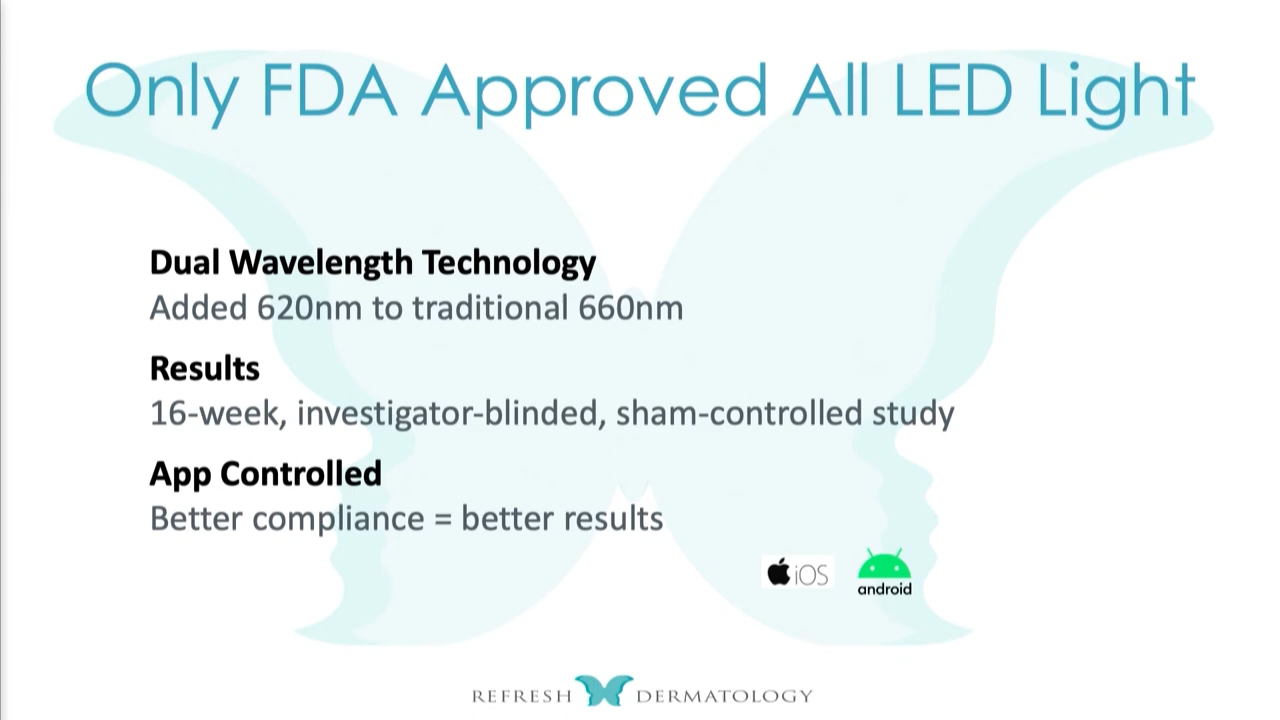 Only FDA Approved All LED Light
Dual Wavelength Technology
Added 620nm to traditional 660nm
Results
16-week, investigator-blinded, sham-controlled study
App Controlled
Better compliance = better results
iOS
android
REFRESH DERMATOLOGY